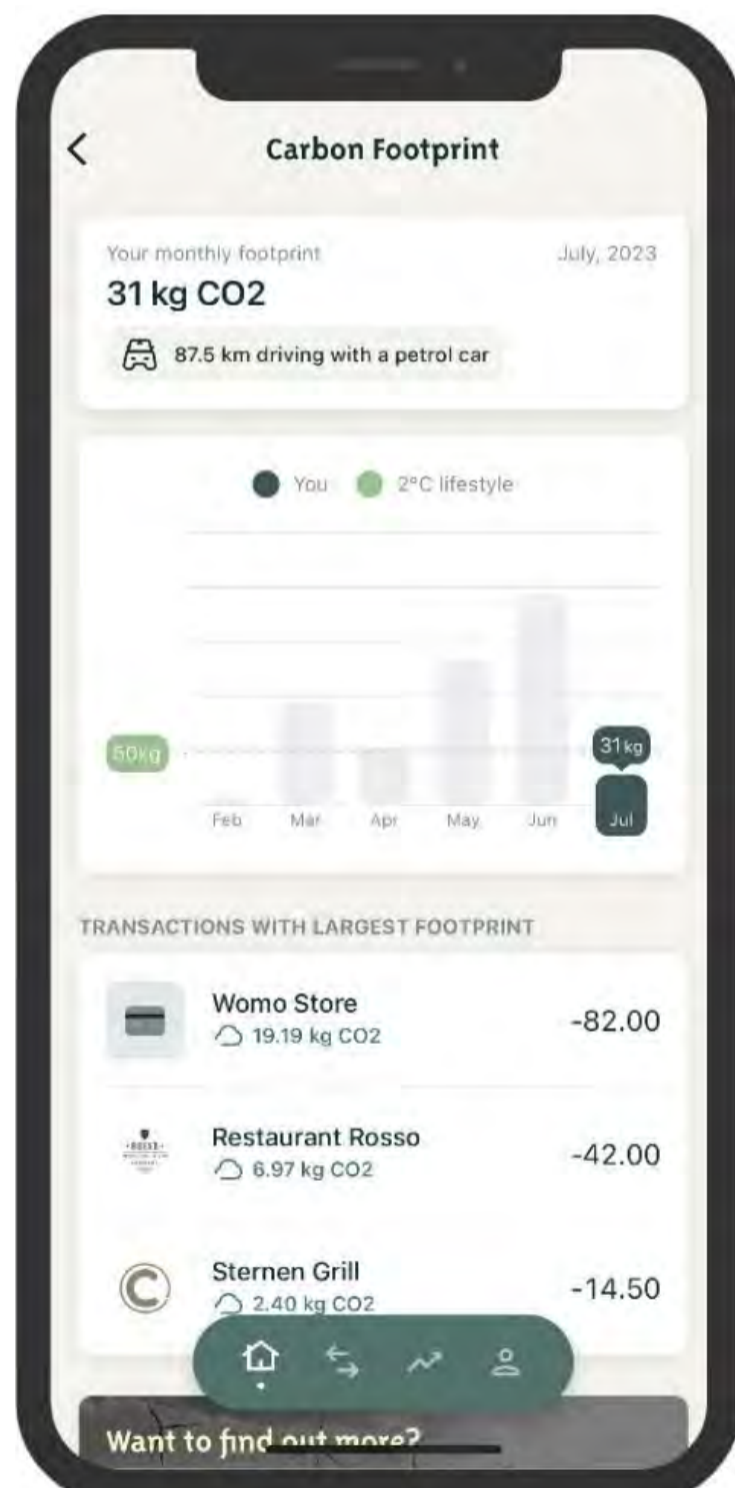 Carbon Footprint
Your monthly footprint July, 2023
31 kg CO2
87.5 km driving with a petrol car
You 2°C lifestyle
50kg
31 kg
Feb Mar Apr May Jun Jul
TRANSACTIONS WITH LARGEST FOOTPRINT
Womo Store -82.00
19.19 kg CO2
ROSSO
Restaurant Rosso -42.00
6.97 kg CO2
C
Sternen Grill -14.50
2.40 kg CO2
Want to find out more?